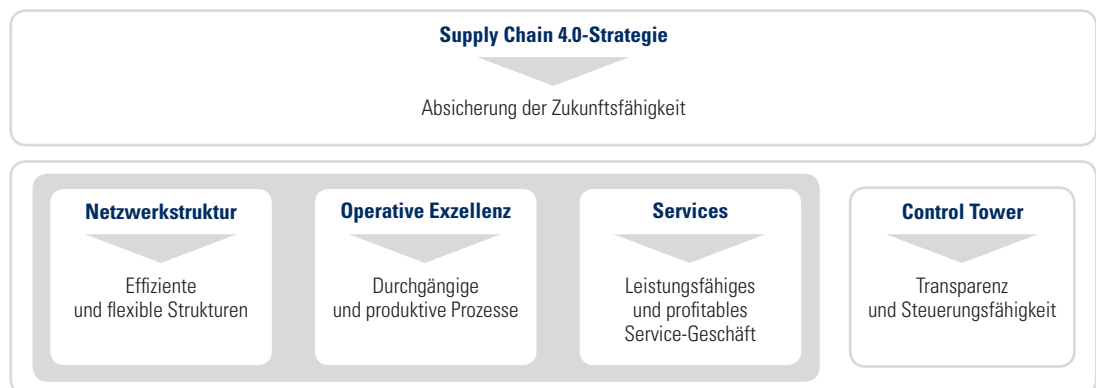 Supply Chain 4.0-Strategie
Absicherung der Zukunftsfähigkeit
Netzwerkstruktur
Effiziente
und flexible Strukturen
Operative Exzellenz
Durchgängige
und produktive Prozesse
Services
Leistungsfähiges
und profitables
Service-Geschäft
Control Tower
Transparenz
und Steuerungsfähigkeit